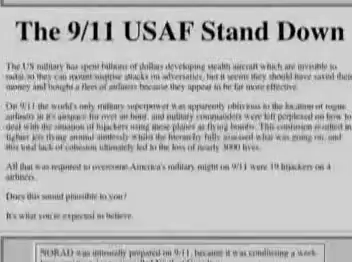 The 9/11 USAF Stand Down
The US military has spent billions of dollars developing stealth aircraft which are invisible to
radar so they can mount surprise attacks on adversaries, but it seems they should have saved their
money and bought a fleet of airliners because they appear to be far more effective.
On 9/11 the world's only military superpower was apparently oblivious to the location of rogue
airliners in it's airspace for over an hour, and military commanders were left perplexed on how to
deal with the situation of hijackers using these planes as flying bombs. This confusion resulted in
fighter jets flying around aimlessly whilst the hierarchy fully assessed what was going on, and
this total lack of cohesion ultimately led to the loss of nearly 3000 lives.
All that was required to overcome America's military might on 9/11 were 19 hijackers on 4
airliners.
Does this sound plausible to you?
It's what you're expected to believe.
NORAD was unusually prepared on 9/11, because it was conducting a week-